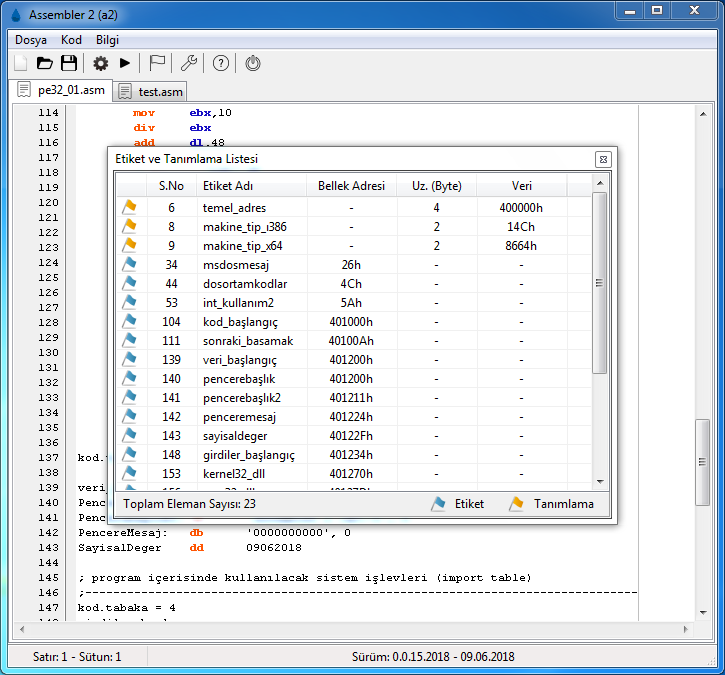 Assembler 2 (a2)
Dosya Kod Bilgi
pe32_01.asm test.asm
114 mov ebx,10
115 div ebx
116 add dl,48
117
118
119
120
121
122
123
124
125
126
127
128
129
130
131
132
133
134
135
136
137 kod.
138
139 veri
140 Penc
141 Penc
142 PencereMesaj: db '0000000000', 0
143 SayisalDeger dd 09062018
144
145 ; program içerisinde kullanılacak sistem işlevleri (import table)
146 ;------------------------------------------------------------------------------
147 kod.tabaka = 4
Etiket ve Tanımlama Listesi
S.No Etiket Adı Bellek Adresi Uz. (Byte) Veri
6 temel_adres - 4 400000h
8 makine_tip_i386 - 2 14Ch
9 makine_tip_x64 - 2 8664h
34 msdosmesaj 26h - -
44 dosortamkodlar 4Ch - -
53 int_kullanım2 5Ah - -
104 kod_başlangıç 401000h - -
111 sonraki_basamak 40100Ah - -
139 veri_başlangıç 401200h - -
140 pencerebaşlık 401200h - -
141 pencerebaşlık2 401211h - -
142 penceremesaj 401224h - -
143 sayisaldeger 40122Fh - -
148 girdiler_başlangıç 401234h - -
153 kernel32_dll 401270h - -
Toplam Eleman Sayısı: 23 Etiket Tanımlama
Satır: 1 - Sütun: 1 Sürüm: 0.0.15.2018 - 09.06.2018